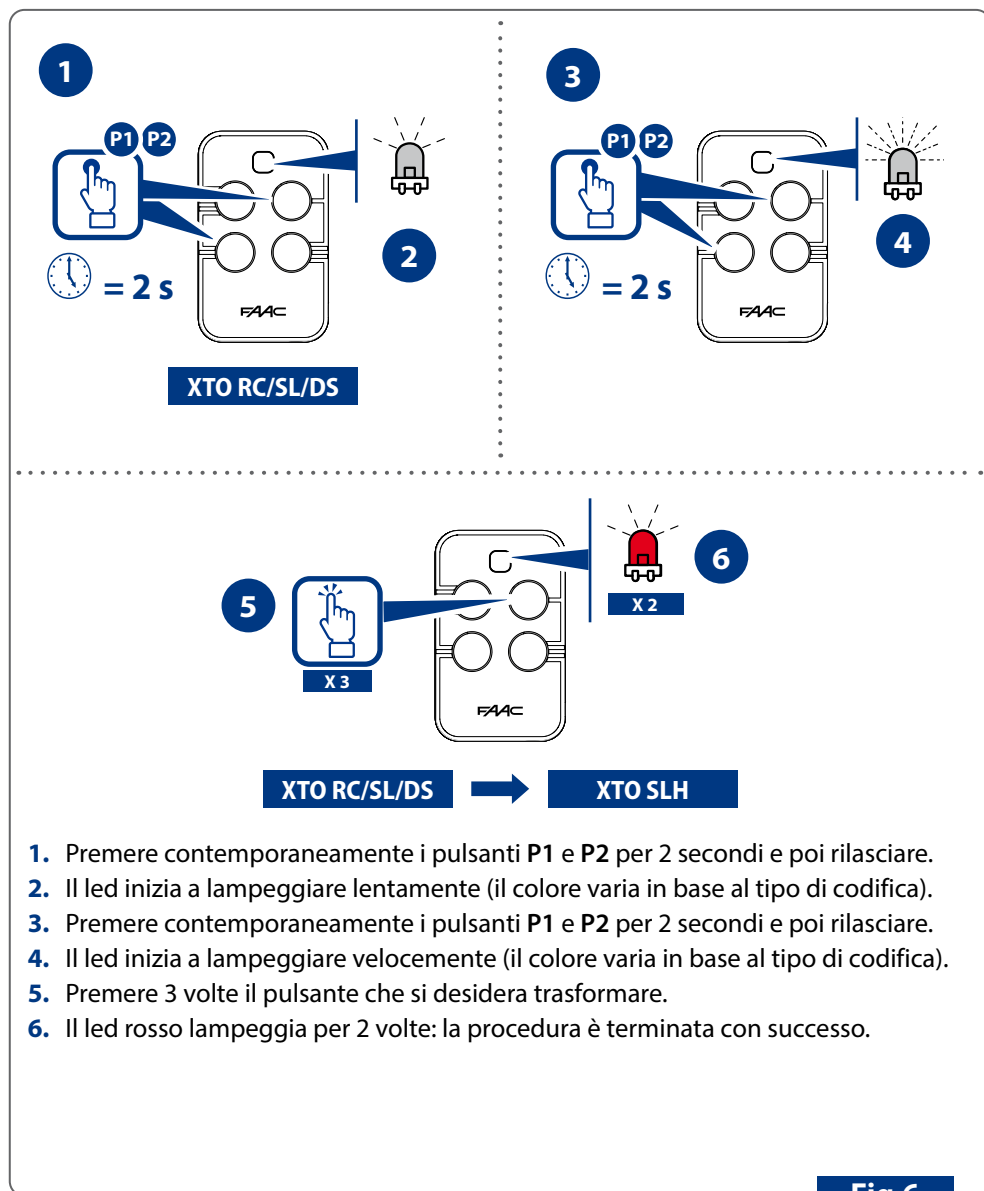 1
P1 P2
2
= 2 s
FAAC
XTO RC/SL/DS
3
P1 P2
4
= 2 s
FAAC
5
X 3
6
X 2
FAAC
XTO RC/SL/DS XTO SLH
1. Premere contemporaneamente i pulsanti P1 e P2 per 2 secondi e poi rilasciare.
2. Il led inizia a lampeggiare lentamente (il colore varia in base al tipo di codifica).
3. Premere contemporaneamente i pulsanti P1 e P2 per 2 secondi e poi rilasciare.
4. Il led inizia a lampeggiare velocemente (il colore varia in base al tipo di codifica).
5. Premere 3 volte il pulsante che si desidera trasformare.
6. Il led rosso lampeggia per 2 volte: la procedura è terminata con successo.